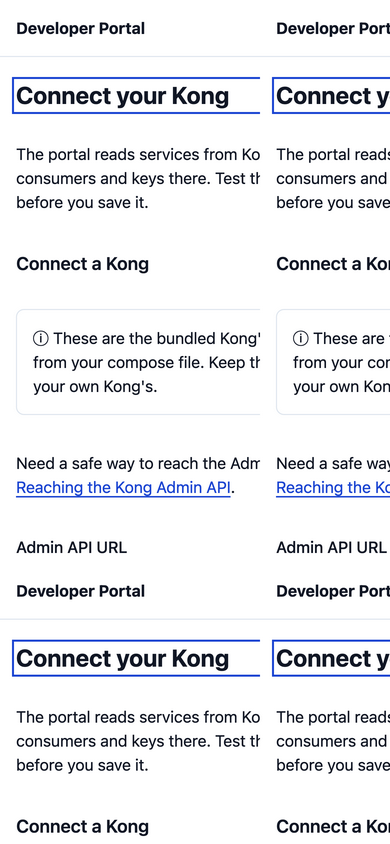 Developer Portal
Connect your Kong
The portal reads services from Ko
consumers and keys there. Test th
before you save it.
Connect a Kong
ⓘ These are the bundled Kong'
from your compose file. Keep th
your own Kong's.
Need a safe way to reach the Adm
Reaching the Kong Admin API.
Admin API URL
Developer Port
Connect y
The portal reads
consumers and
before you save
Connect a Ko
ⓘ These are
from your co
your own Kon
Need a safe way
Reaching the Ko
Admin API URL
Developer Portal
Connect your Kong
The portal reads services from Ko
consumers and keys there. Test th
before you save it.
Connect a Kong
Developer Port
Connect y
The portal reads
consumers and
before you save
Connect a Ko